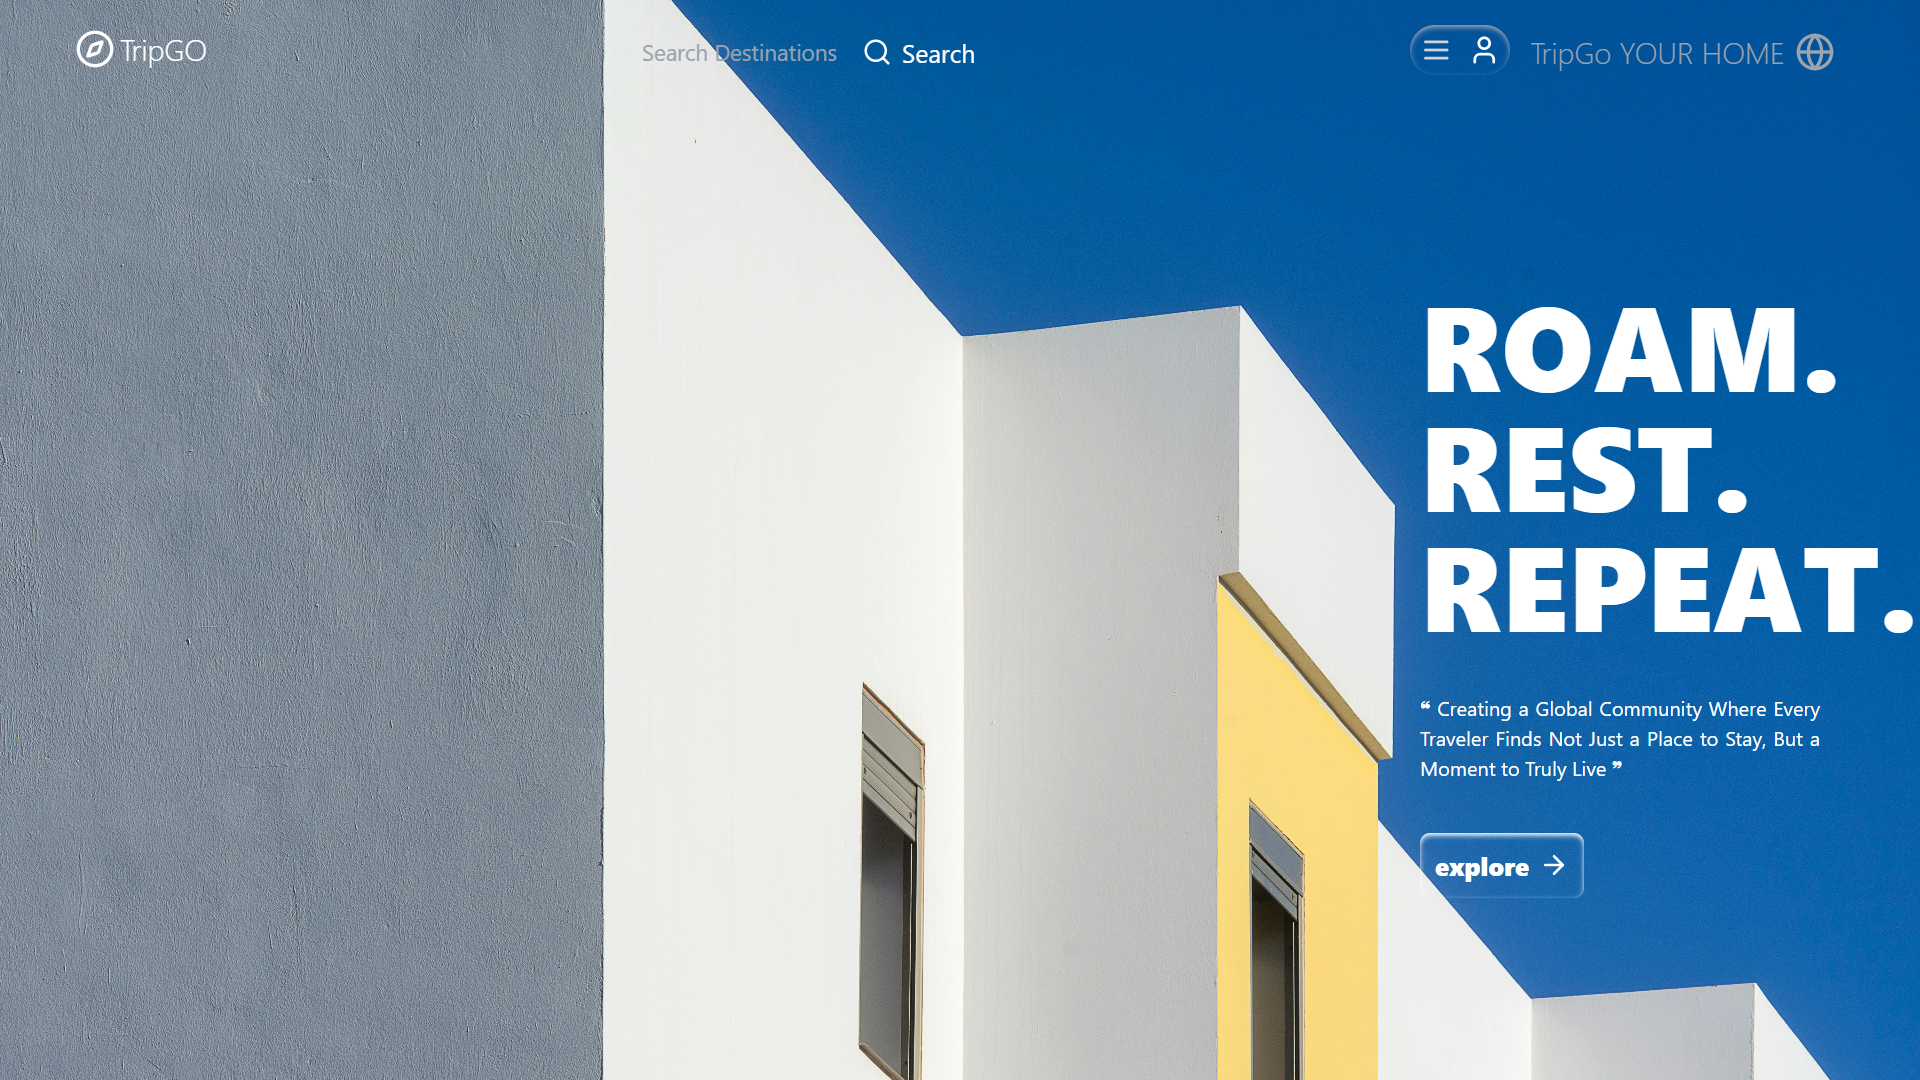 TripGO
Search Destinations
Search
TripGo YOUR HOME
ROAM.
REST.
REPEAT.
❝ Creating a Global Community Where Every
Traveler Finds Not Just a Place to Stay, But a
Moment to Truly Live ❞
explore